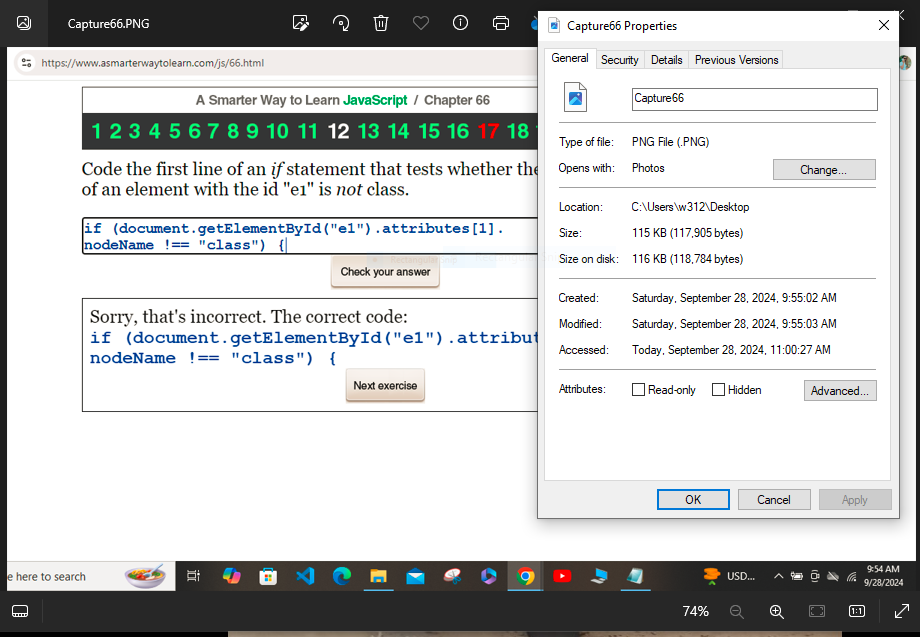 Capture66.PNG
https://www.asmarterwaytolearn.com/js/66.html
A Smarter Way to Learn JavaScript / Chapter 66
1 2 3 4 5 6 7 8 9 10 11 12 13 14 15 16 17 18
Code the first line of an if statement that tests whether the
of an element with the id "e1" is not class.
if (document.getElementById("e1").attributes[1].
nodeName !== "class") {
Check your answer
Sorry, that's incorrect. The correct code:
if (document.getElementById("e1").attribut
nodeName !== "class") {
Next exercise
Capture66 Properties
General Security Details Previous Versions
Capture66
Type of file: PNG File (.PNG)
Opens with: Photos Change...
Location: C:\Users\w312\Desktop
Size: 115 KB (117,905 bytes)
Size on disk: 116 KB (118,784 bytes)
Created: Saturday, September 28, 2024, 9:55:02 AM
Modified: Saturday, September 28, 2024, 9:55:03 AM
Accessed: Today, September 28, 2024, 11:00:27 AM
Attributes: Read-only Hidden Advanced...
OK Cancel Apply
e here to search
USD...
9:54 AM
9/28/2024
74%
1:1